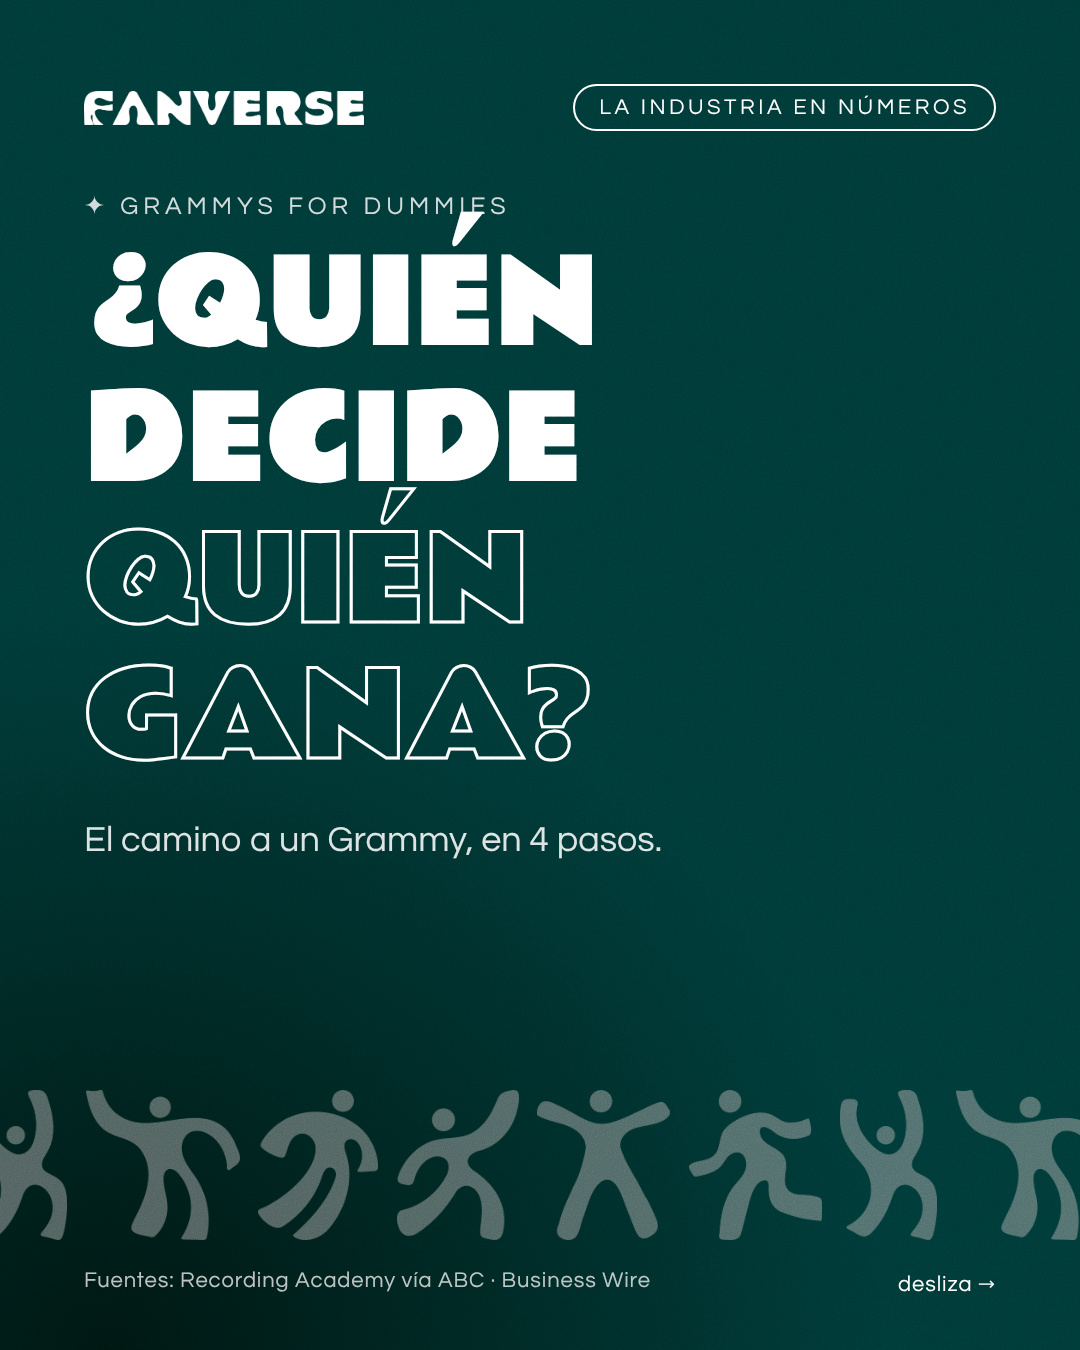 FANVERSE
LA INDUSTRIA EN NÚMEROS
✦ GRAMMYS FOR DUMMIES
¿QUIÉN
DECIDE
QUIÉN
GANA?
El camino a un Grammy, en 4 pasos.
Fuentes: Recording Academy vía ABC · Business Wire
desliza →